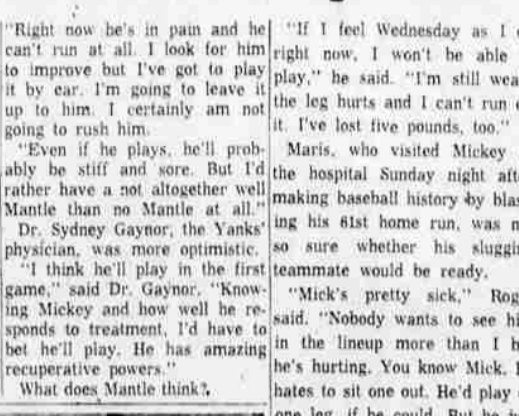 "Right now he's in pain and he
can't run at all. I look for him
to improve but I've got to play
it by ear. I'm going to leave it
up to him. I certainly am not
going to rush him.
"Even if he plays, he'll prob-
ably be stiff and sore. But I'd
rather have a not altogether well
Mantle than no Mantle at all."
Dr. Sydney Gaynor, the Yanks'
physician, was more optimistic.
"I think he'll play in the first
game," said Dr. Gaynor. "Know-
ing Mickey and how well he re-
sponds to treatment, I'd have to
bet he'll play. He has amazing
recuperative powers."
What does Mantle think?
"If I feel Wednesday as I
right now, I won't be able
play," he said. "I'm still
the leg hurts and I can't run
it. I've lost five pounds, too."
Maris, who visited Mickey
the hospital Sunday night
making baseball history by
ing his 61st home run, was
so sure whether his
teammate would be ready.
"Mick's pretty sick,"
said. "Nobody wants to see
in the lineup more than I
he's hurting. You know Mick.
hates to sit one out. He'd play
one leg, if he could. But he